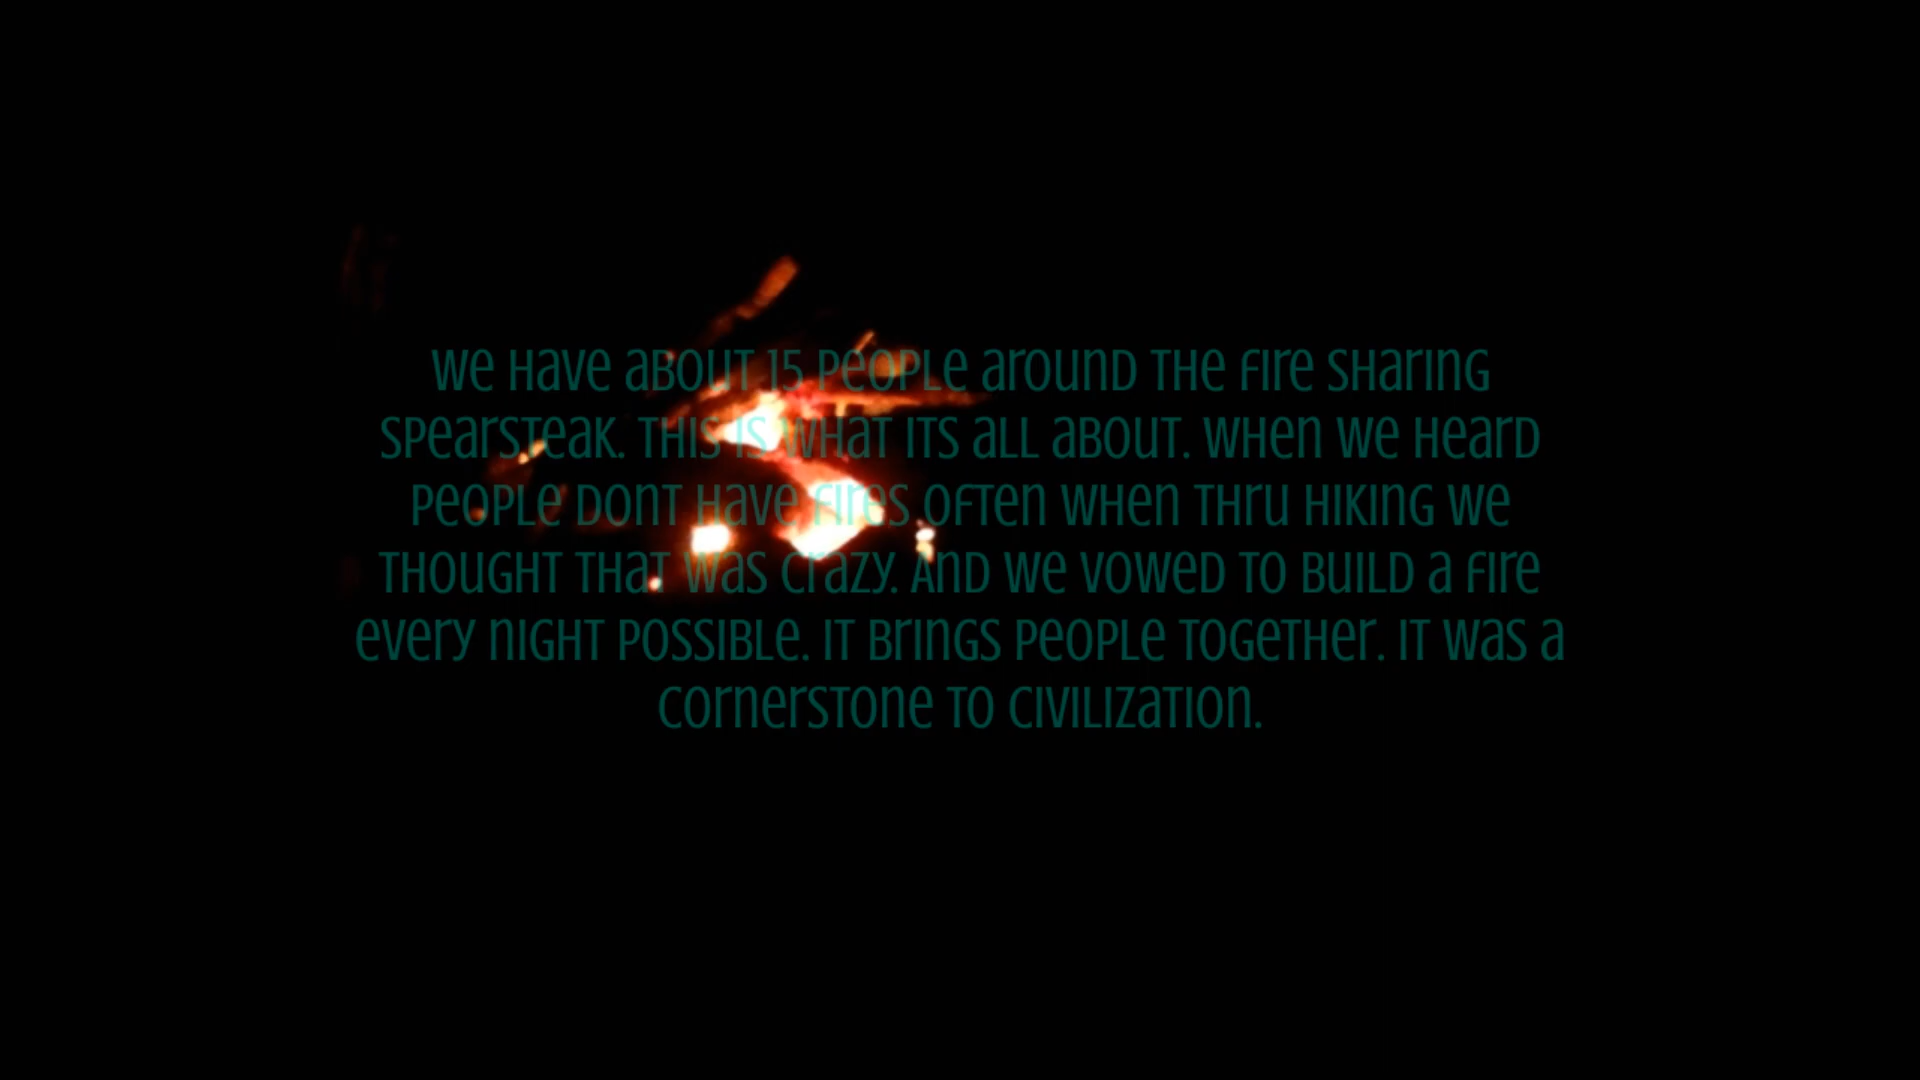 We have about 15 people around the fire sharing
spearsteak. This is what its all about. When we heard
people dont have fires often when thru hiking we
thought that was crazy. And we vowed to build a fire
every night possible. It brings people together. It was a
cornerstone to civilization.